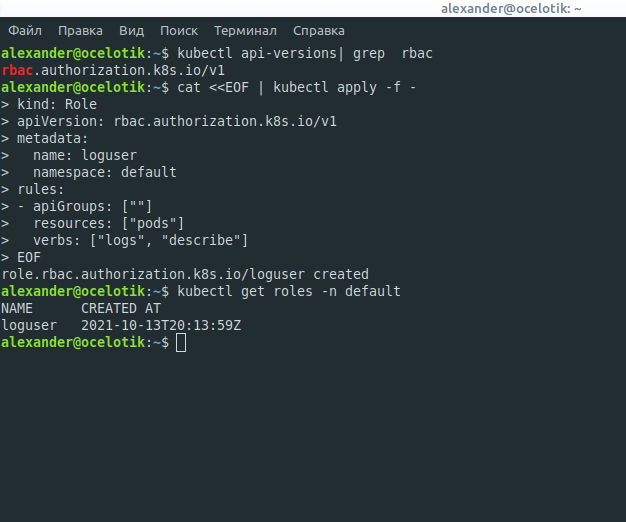 alexander@ocelotik: ~
Файл Правка Вид Поиск Терминал Справка
alexander@ocelotik:~$ kubectl api-versions| grep  rbac
rbac.authorization.k8s.io/v1
alexander@ocelotik:~$ cat <<EOF | kubectl apply -f -
> kind: Role
> apiVersion: rbac.authorization.k8s.io/v1
> metadata:
>   name: loguser
>   namespace: default
> rules:
> - apiGroups: [""]
>   resources: ["pods"]
>   verbs: ["logs", "describe"]
> EOF
role.rbac.authorization.k8s.io/loguser created
alexander@ocelotik:~$ kubectl get roles -n default
NAME      CREATED AT
loguser   2021-10-13T20:13:59Z
alexander@ocelotik:~$